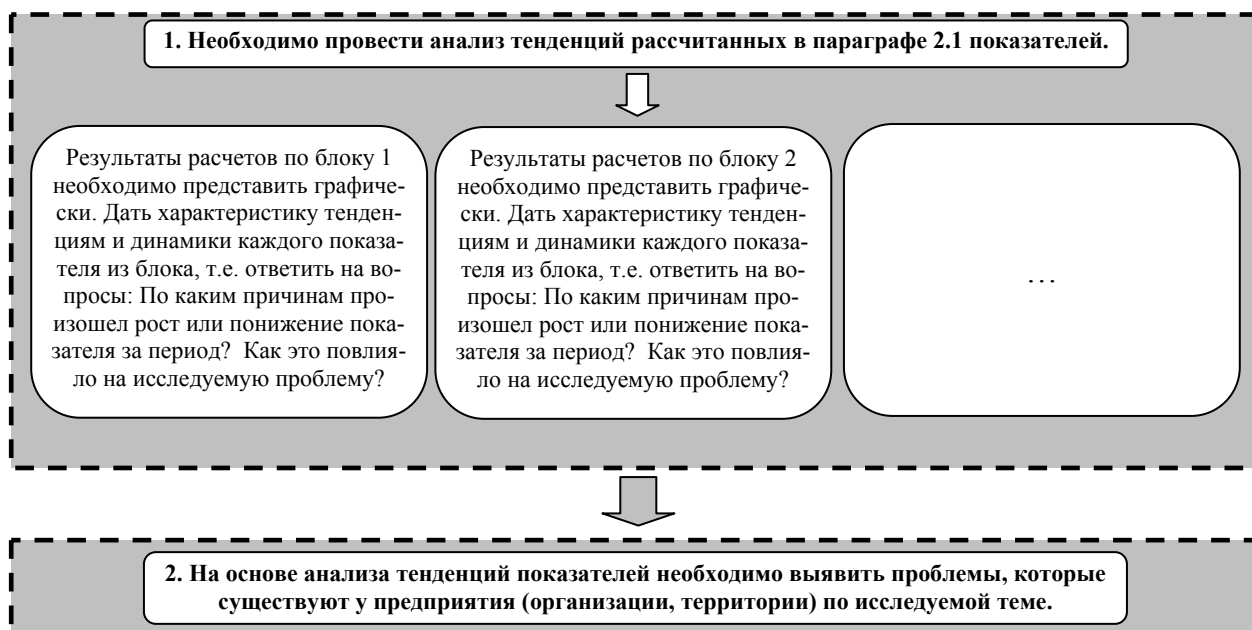 1. Необходимо провести анализ тенденций рассчитанных в параграфе 2.1 показателей.
Результаты расчетов по блоку 1
необходимо представить графиче-
ски. Дать характеристику тенден-
циям и динамики каждого показа-
теля из блока, т.е. ответить на во-
просы: По каким причинам про-
изошел рост или понижение пока-
зателя за период?  Как это повлия-
ло на исследуемую проблему?
Результаты расчетов по блоку 2
необходимо представить графиче-
ски. Дать характеристику тенден-
циям и динамики каждого показа-
теля из блока, т.е. ответить на во-
просы: По каким причинам про-
изошел рост или понижение пока-
зателя за период?  Как это повлия-
ло на исследуемую проблему?
…
2. На основе анализа тенденций показателей необходимо выявить проблемы, которые
существуют у предприятия (организации, территории) по исследуемой теме.